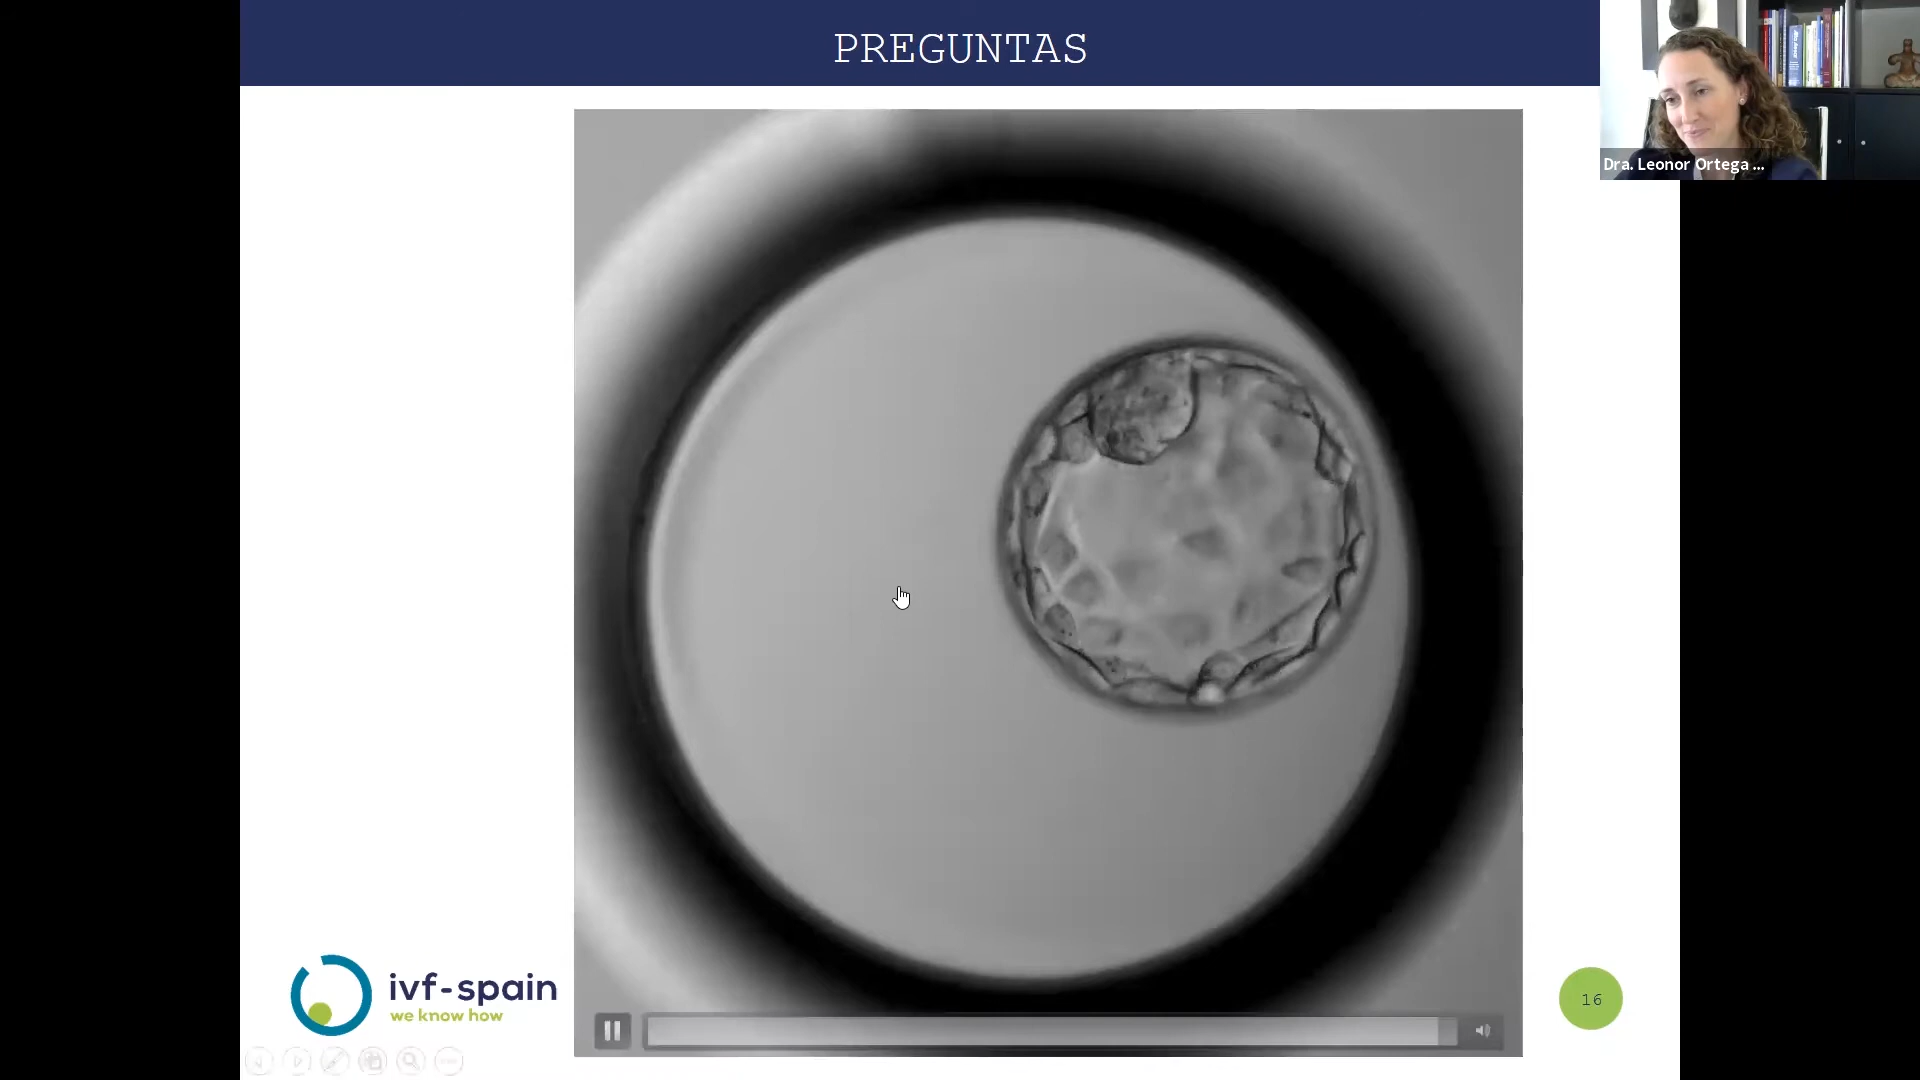 PREGUNTAS
Dra. Leonor Ortega ...
ivf-spain
we know how
16